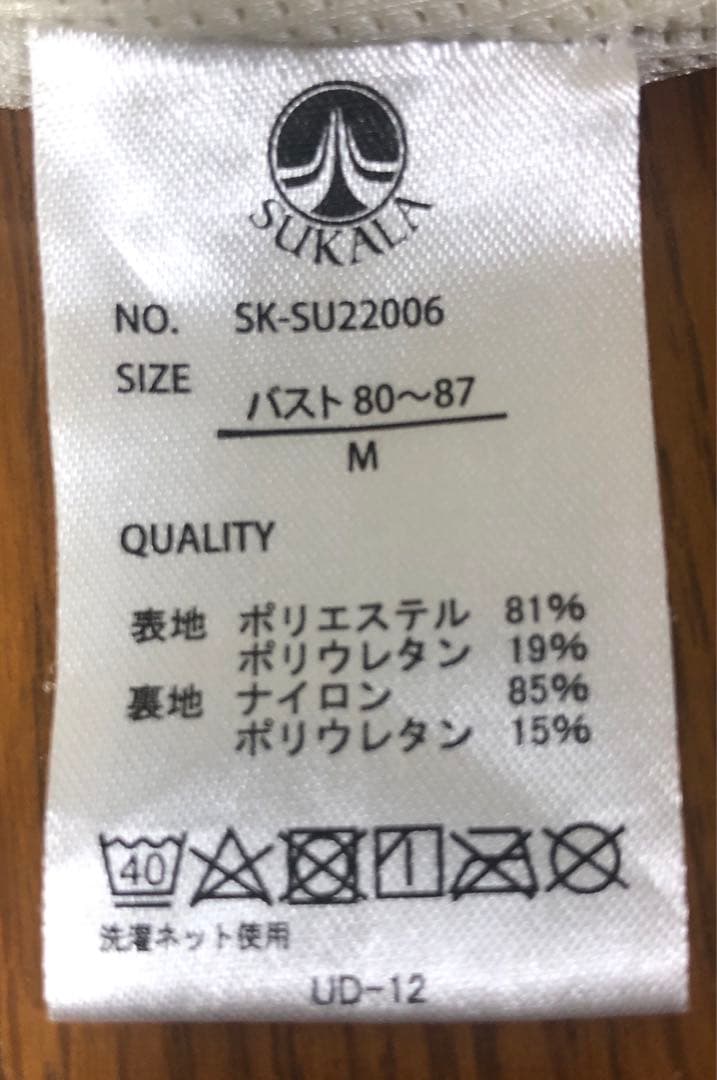 SUKALA
NO. SK-SU22006
SIZE バスト 80〜87
M
QUALITY
表地 ポリエステル 81%
ポリウレタン 19%
裏地 ナイロン 85%
ポリウレタン 15%
40
洗濯ネット使用
UD-12